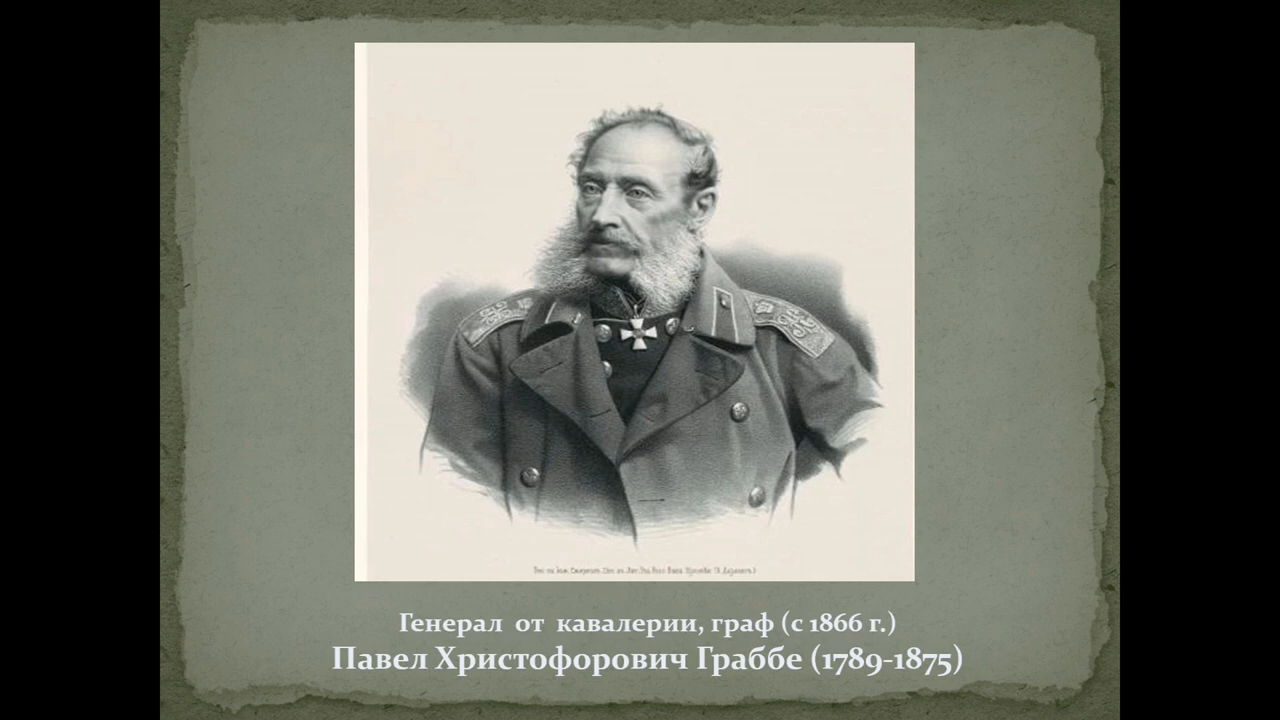 Генерал от кавалерии, граф (с 1866 г.)
Павел Христофорович Граббе (1789-1875)